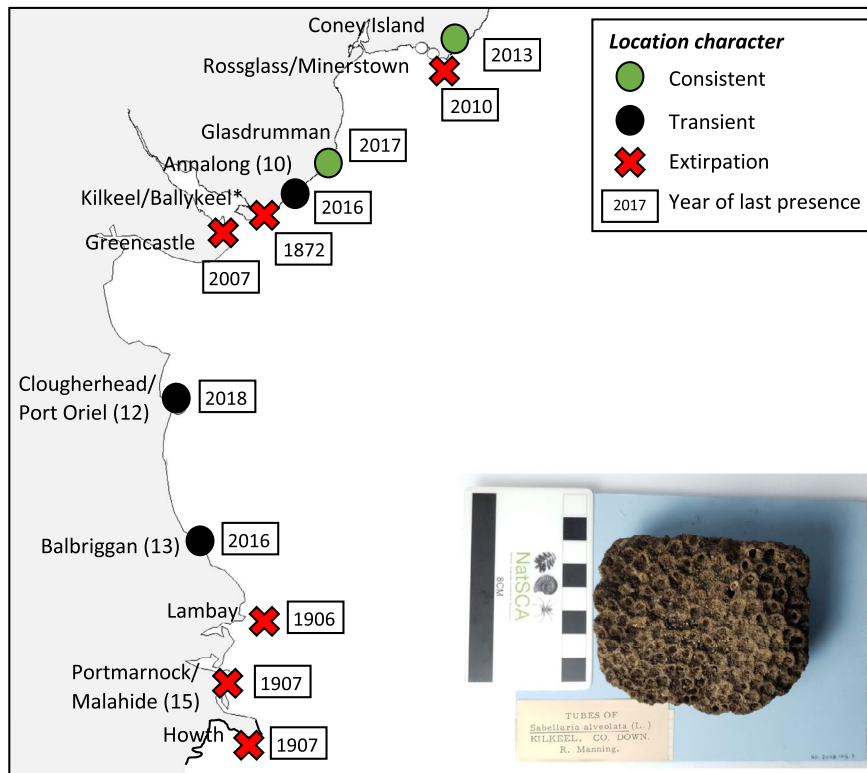 Coney Island
2013
Rossglass/Minerstown
2010
Glasdrumman
2017
Annalong (10)
2016
Kilkeel/Ballykeel*
1872
Greencastle
2007
Clougherhead/
Port Oriel (12)
2018
Balbriggan (13)
2016
Lambay
1906
Portmarnock/
Malahide (15)
1907
Howth
1907
Location character
Consistent
Transient
Extirpation
2017 Year of last presence
8CM
NatSCA
TUBES OF
Sabellaria alveolata (L.)
KILKEEL, CO. DOWN.
R. Manning.